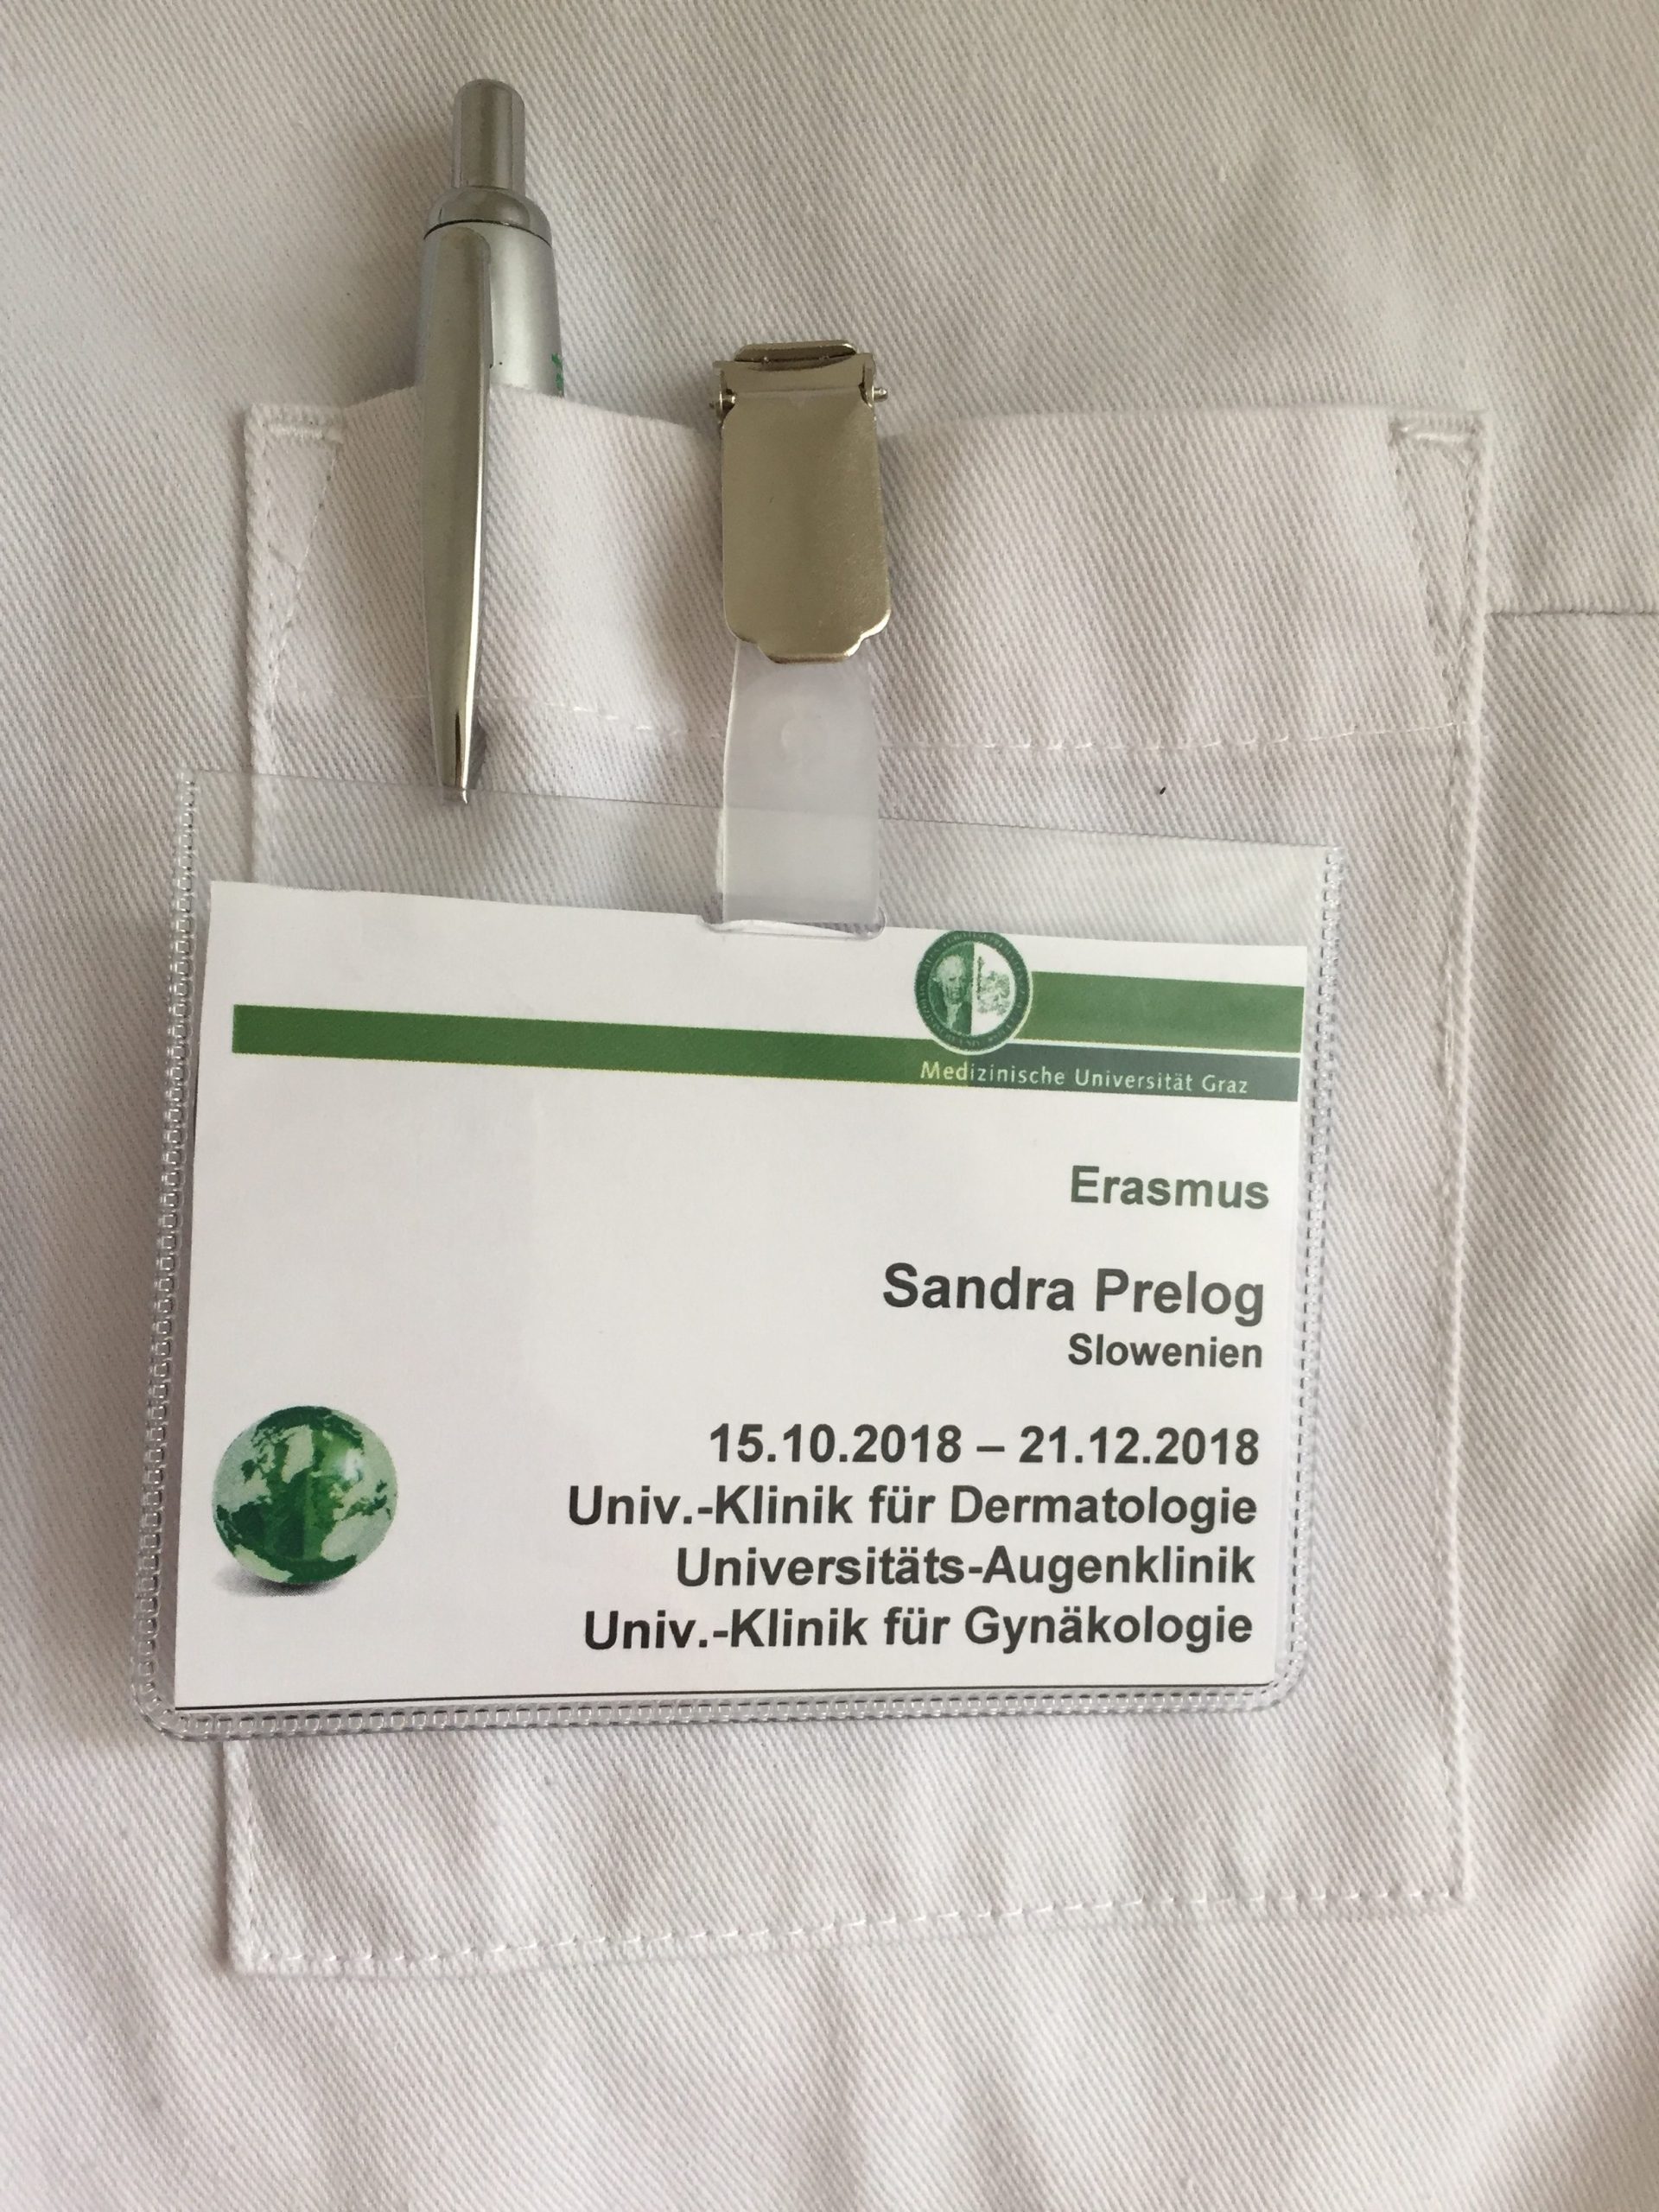 Medizinische Universität Graz
Erasmus
Sandra Prelog
Slowenien
15.10.2018 – 21.12.2018
Univ.-Klinik für Dermatologie
Universitäts-Augenklinik
Univ.-Klinik für Gynäkologie